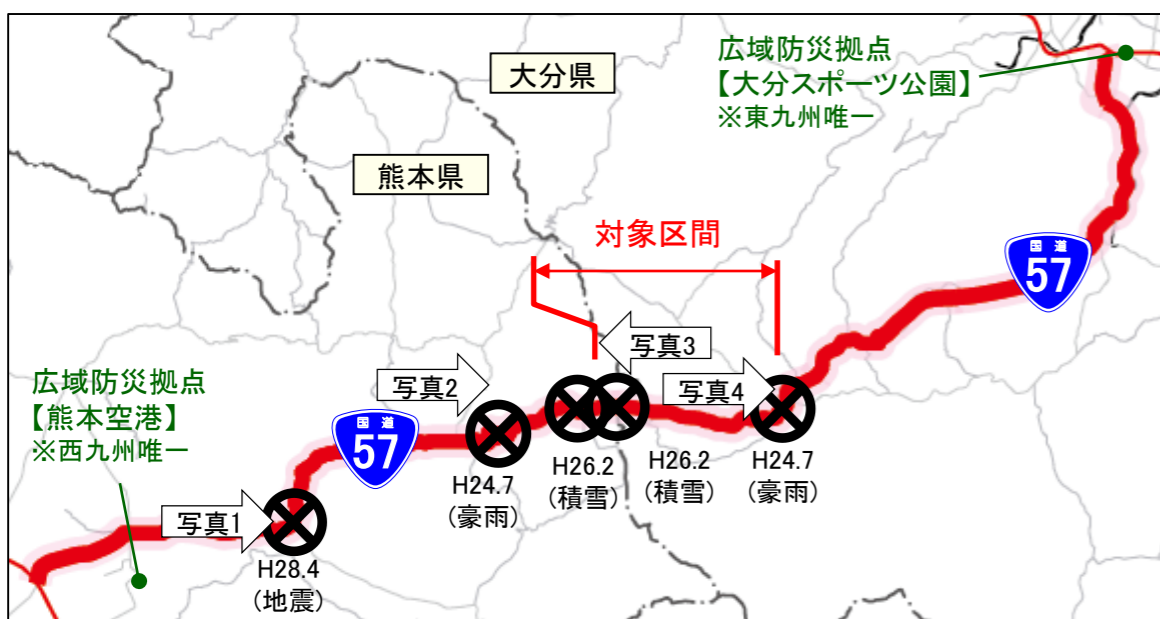 広域防災拠点
【大分スポーツ公園】
※東九州唯一
大分県
熊本県
対象区間
国道
57
写真3
写真2
写真4
広域防災拠点
【熊本空港】
※西九州唯一
国道
57
H24.7
(豪雨)
H26.2
(積雪)
H26.2
(積雪)
H24.7
(豪雨)
写真1
H28.4
(地震)